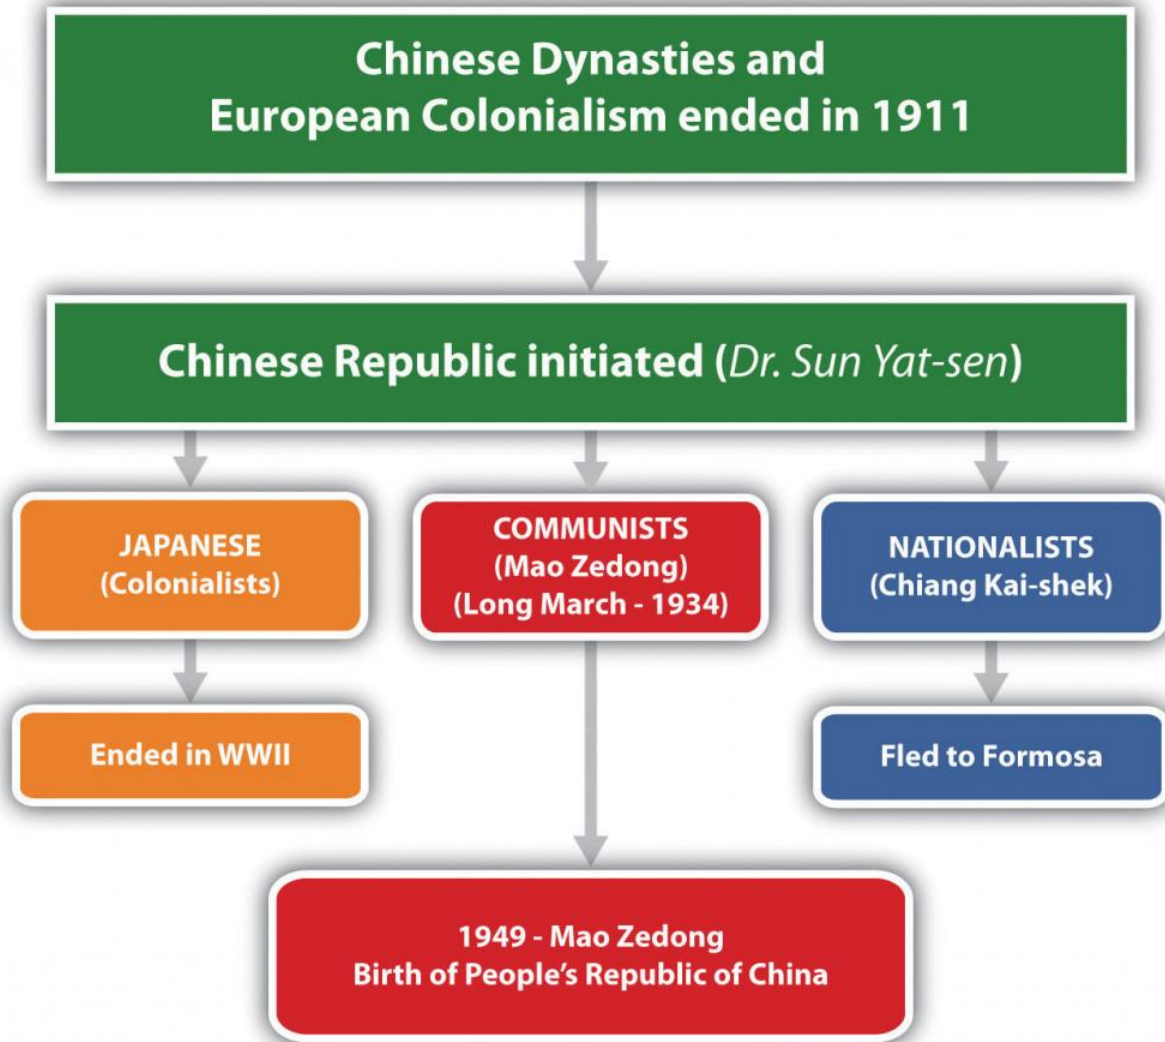 Chinese Dynasties and
European Colonialism ended in 1911
Chinese Republic initiated (Dr. Sun Yat-sen)
JAPANESE
(Colonialists)
COMMUNISTS
(Mao Zedong)
(Long March - 1934)
NATIONALISTS
(Chiang Kai-shek)
Ended in WWII
Fled to Formosa
1949 - Mao Zedong
Birth of People's Republic of China